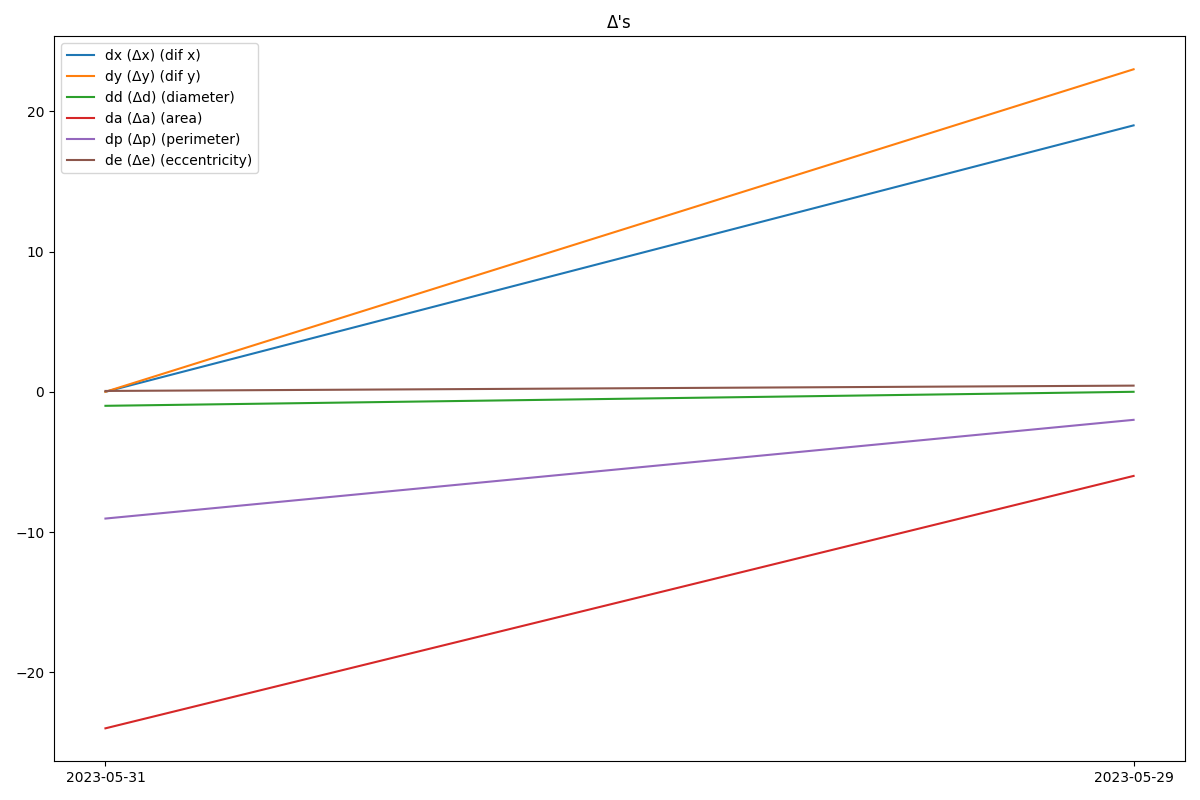 Δ's
dx (Δx) (dif x)
dy (Δy) (dif y)
dd (Δd) (diameter)
da (Δa) (area)
dp (Δp) (perimeter)
de (Δe) (eccentricity)
20
10
0
−10
−20
2023-05-31 2023-05-29